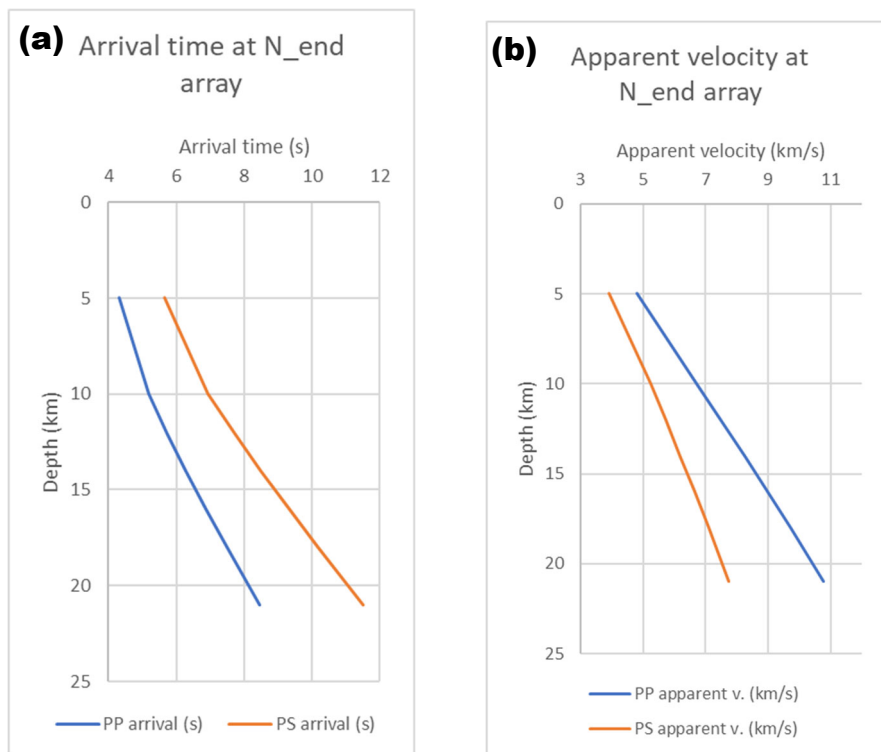 (a)
Arrival time at N_end
array
Arrival time (s)
4 6 8 10 12
0
5
10
15
20
25
Depth (km)
PP arrival (s) PS arrival (s)
(b)
Apparent velocity at
N_end array
Apparent velocity (km/s)
3 5 7 9 11
0
5
10
15
20
25
Depth (km)
PP apparent v. (km/s)
PS apparent v. (km/s)